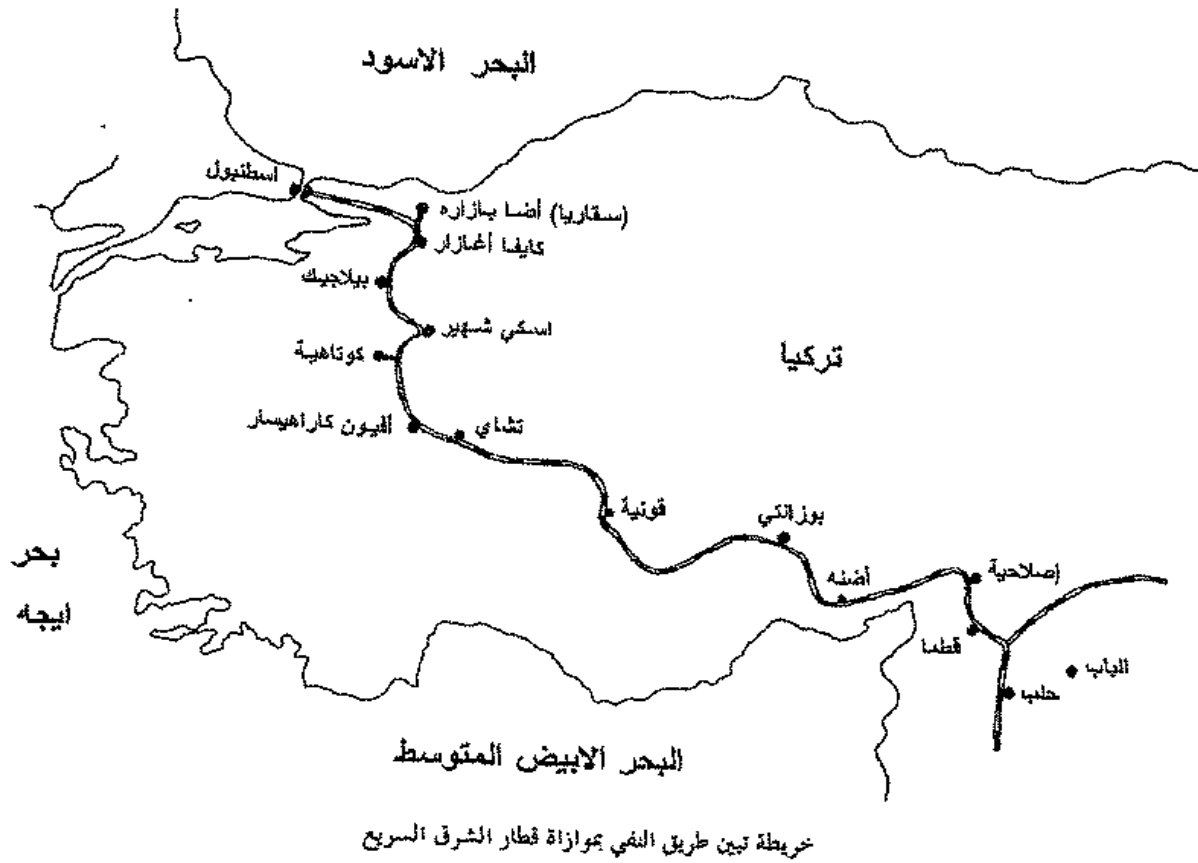 البحر الاسود
اسطنبول
(سقاريا) أضا بازاره
كايفا أغازار
بيلاجيك
اسكي شهير
كوتاهية
تركيا
أفيون كاراهيسار
تشاي
قونية
بوزانتي
أضنه
إصلاحية
قطما
الباب
حلب
بحر
ايجه
البحر الابيض المتوسط
خريطة تبين طريق النفي بموازاة قطار الشرق السريع